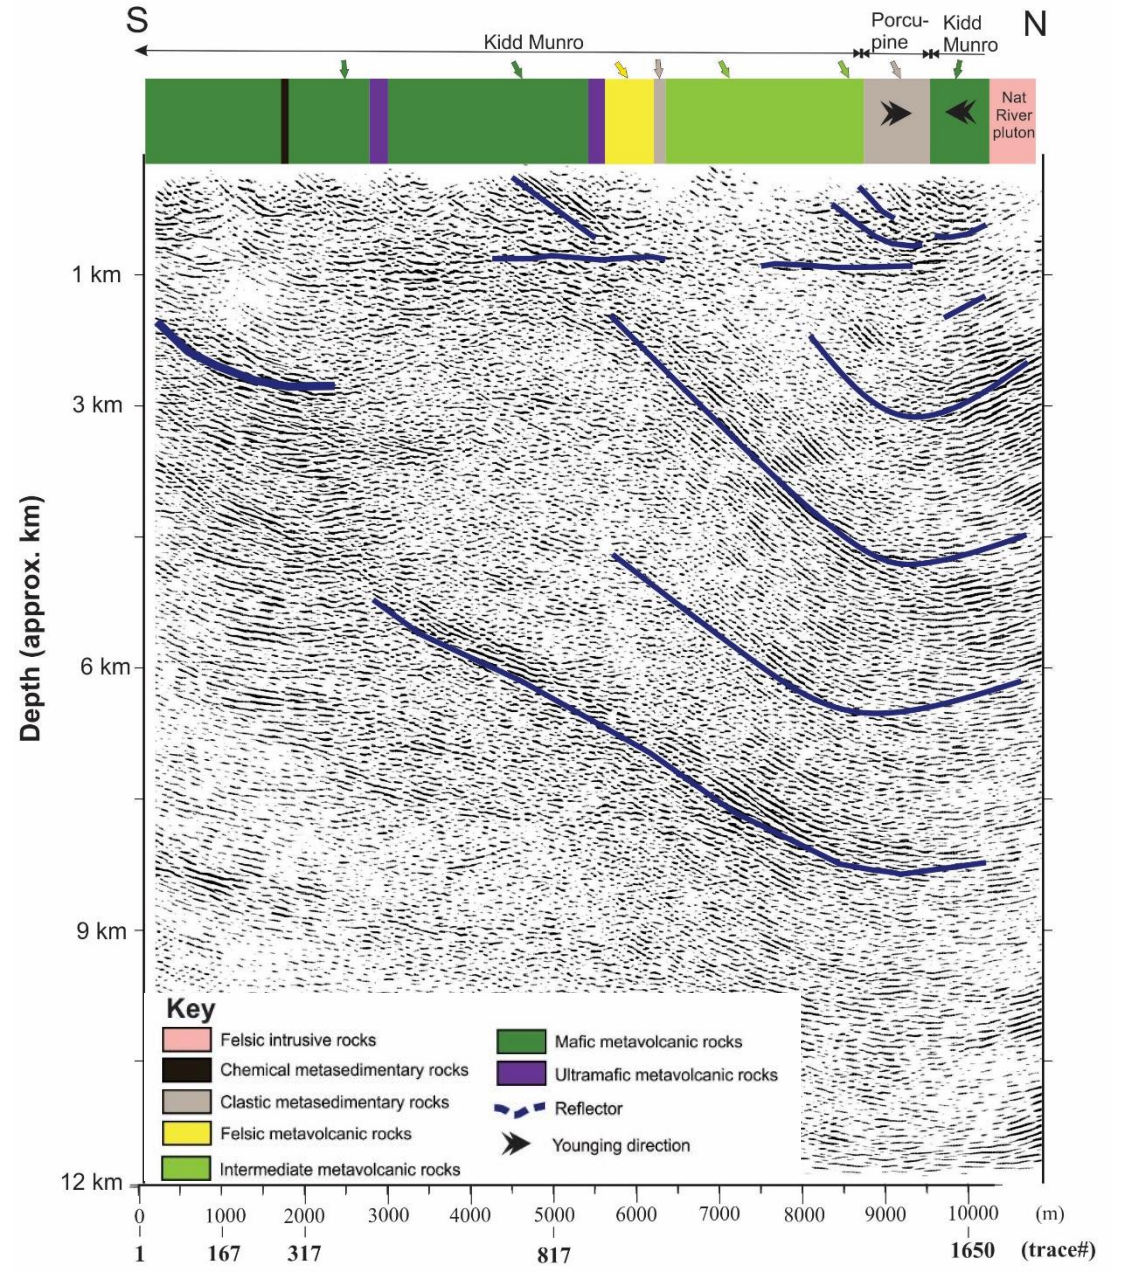 S
Kidd Munro
Porcu-
pine
Kidd
Munro
N
Nat
River
pluton
Depth (approx. km)
1 km
3 km
6 km
9 km
12 km
Key
Felsic intrusive rocks
Chemical metasedimentary rocks
Clastic metasedimentary rocks
Felsic metavolcanic rocks
Intermediate metavolcanic rocks
Mafic metavolcanic rocks
Ultramafic metavolcanic rocks
Reflector
Younging direction
0 1000 2000 3000 4000 5000 6000 7000 8000 9000 10000 (m)
1 167 317 817 1650 (trace#)